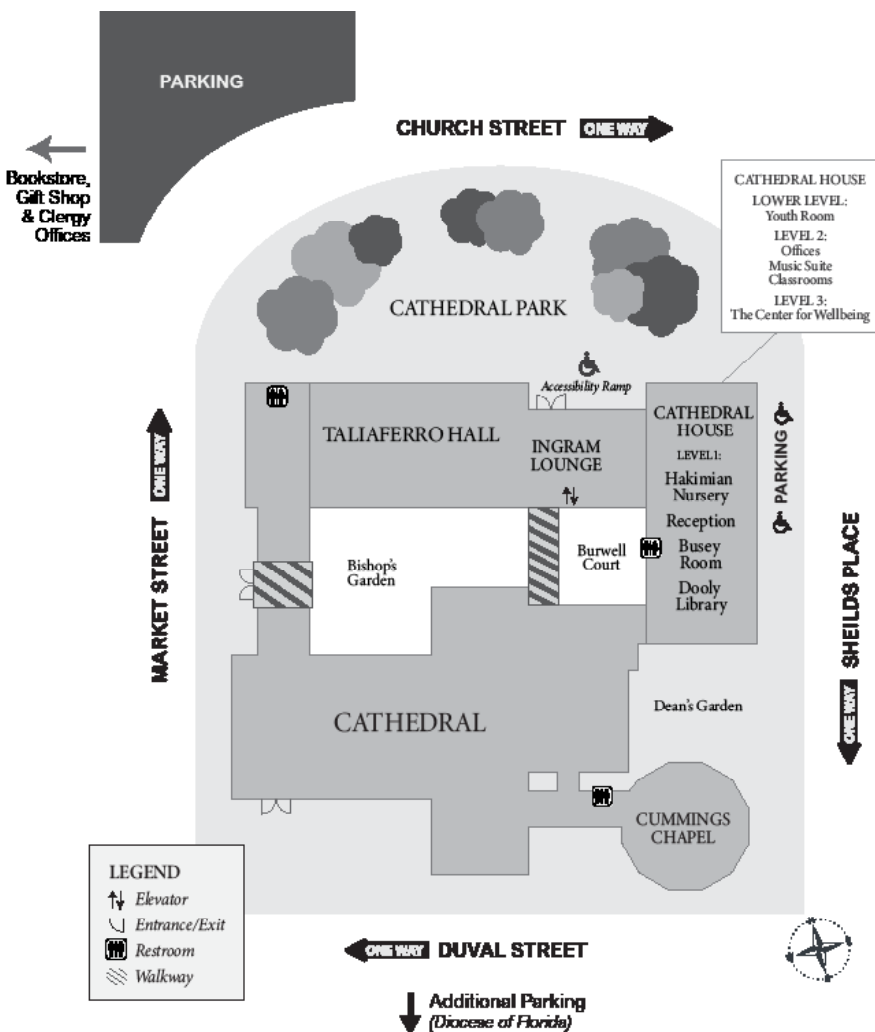 PARKING
CHURCH STREET ONE WAY
Bookstore,
Gift Shop
& Clergy
Offices
CATHEDRAL HOUSE
LOWER LEVEL:
Youth Room
LEVEL 2:
Offices
Music Suite
Classrooms
LEVEL 3:
The Center for Wellbeing
CATHEDRAL PARK
Accessibility Ramp
TALIAFERRO HALL
INGRAM
LOUNGE
CATHEDRAL
HOUSE
LEVEL1:
Hakimian
Nursery
Reception
Busey
Room
Dooly
Library
PARKING
MARKET STREET ONE WAY
Bishop's
Garden
Burwell
Court
SHEILDS PLACE
ONE WAY
CATHEDRAL
Dean's Garden
CUMMINGS
CHAPEL
LEGEND
Elevator
Entrance/Exit
Restroom
Walkway
ONE WAY DUVAL STREET
Additional Parking
(Diocese of Florida)